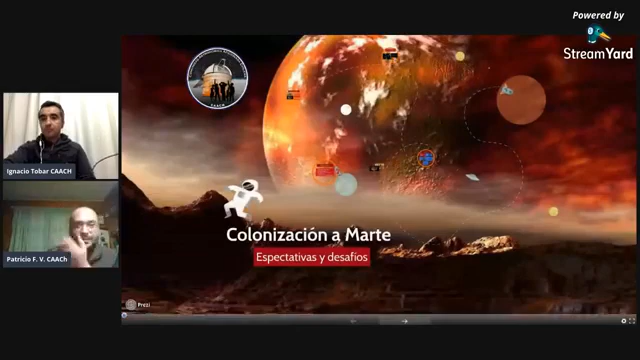 Powered by
StreamYard
Ignacio Tobar CAACH
Patricio F. V. CAACh
Colonización a Marte
Espectativas y desafíos
Prezi